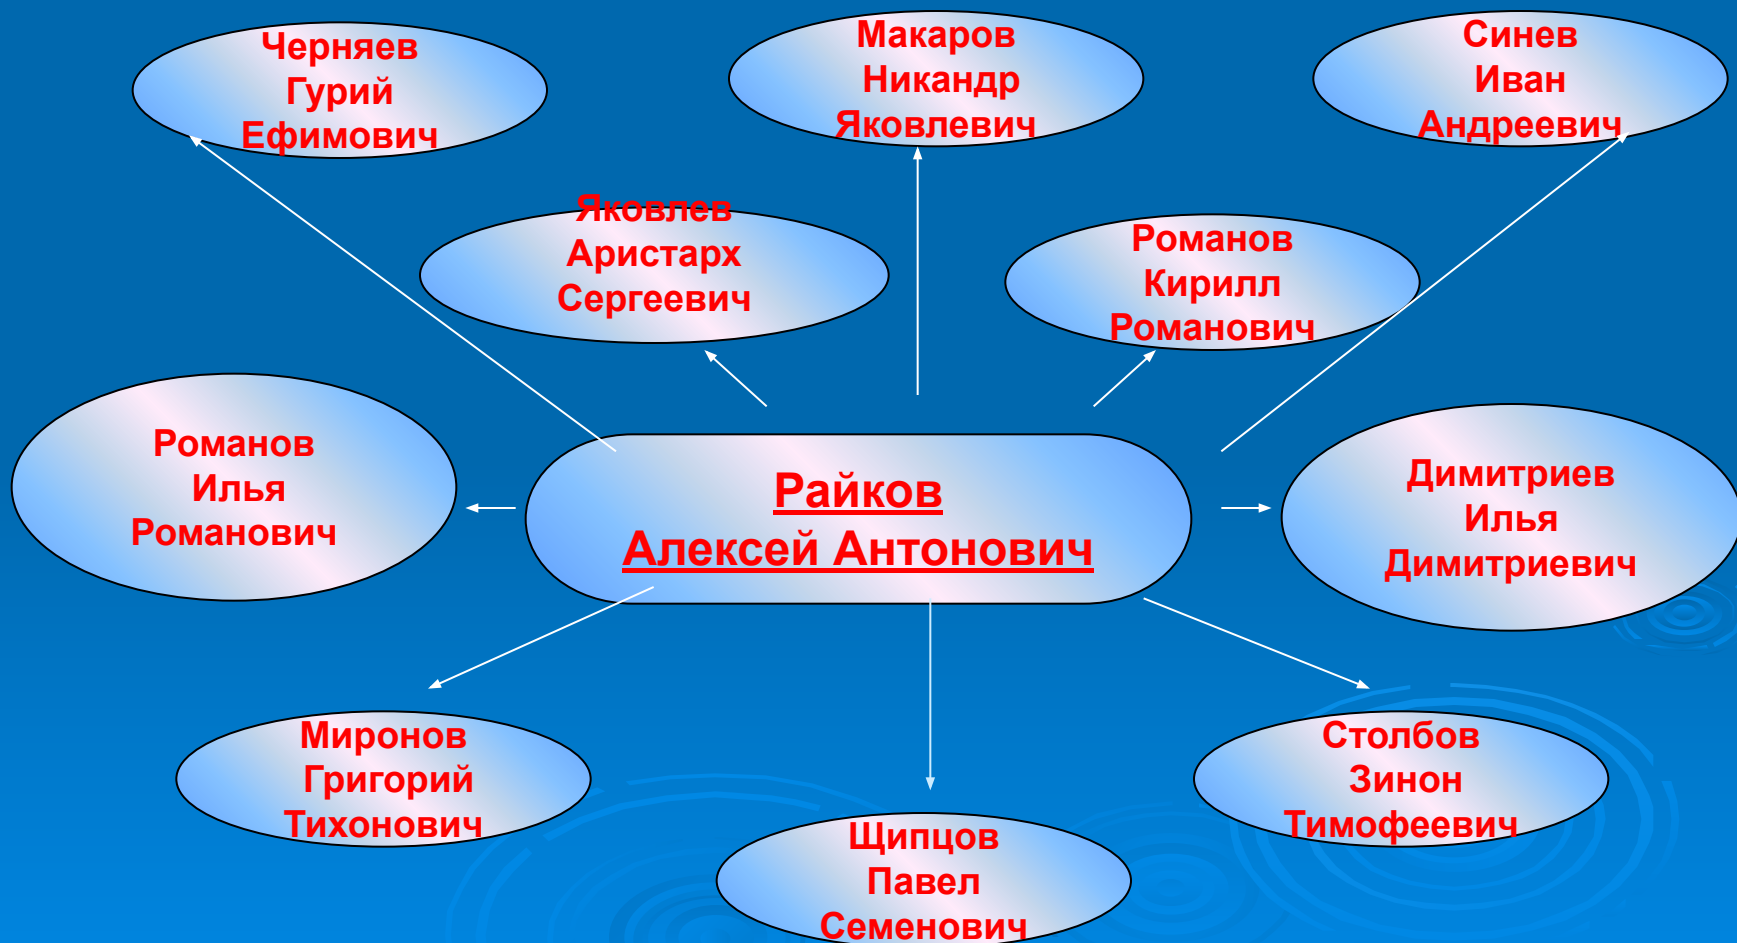 Черняев
Гурий
Ефимович
Макаров
Никандр
Яковлевич
Синев
Иван
Андреевич
Яковлев
Аристарх
Сергеевич
Романов
Кирилл
Романович
Романов
Илья
Романович
Райков
Алексей Антонович
Димитриев
Илья
Димитриевич
Миронов
Григорий
Тихонович
Щипцов
Павел
Семенович
Столбов
Зинон
Тимофеевич